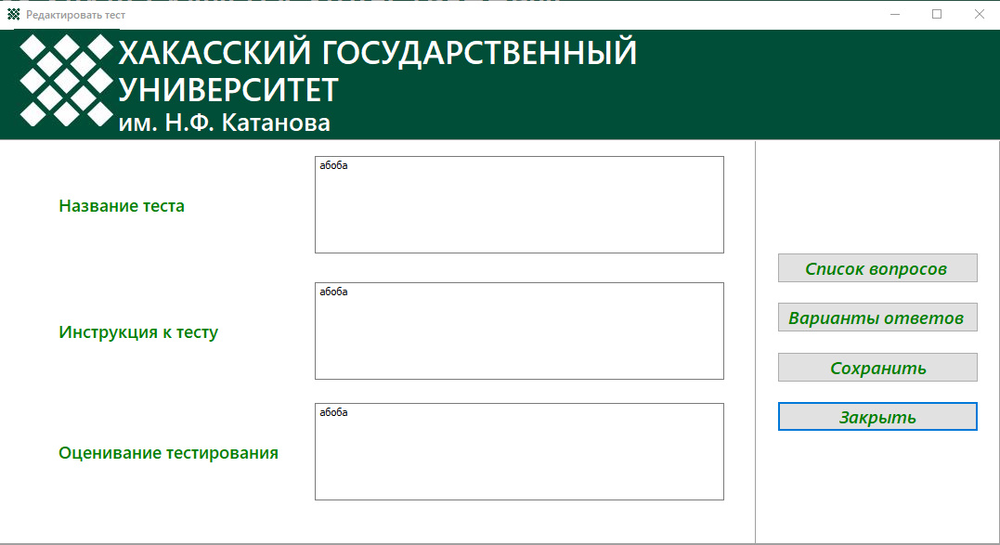 Редактировать тест
ХАКАССКИЙ ГОСУДАРСТВЕННЫЙ
УНИВЕРСИТЕТ
им. Н.Ф. Катанова
Название теста
абоба
Инструкция к тесту
абоба
Оценивание тестирования
абоба
Список вопросов
Варианты ответов
Сохранить
Закрыть